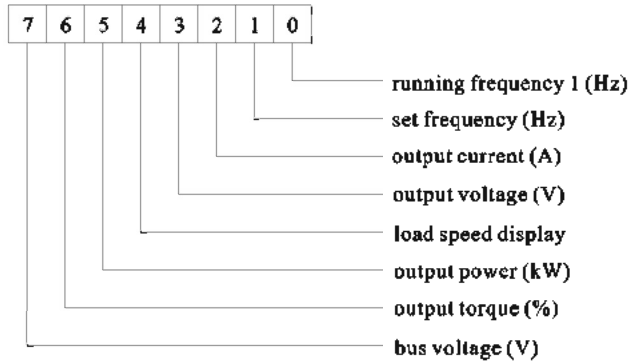 7 6 5 4 3 2 1 0
running frequency 1 (Hz)
set frequency (Hz)
output current (A)
output voltage (V)
load speed display
output power (kW)
output torque (%)
bus voltage (V)